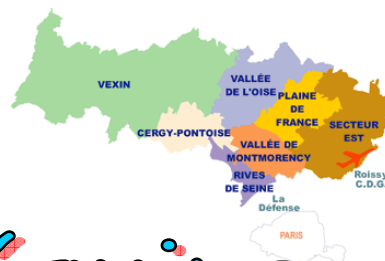 VEXIN
VALLÉE
DE L'OISE
PLAINE
DE
FRANCE
CERGY-PONTOISE
SECTEUR
EST
VALLÉE DE
MONTMORENCY
RIVES
DE SEINE
Roissy
C.D.G.
La
Défense
PARIS